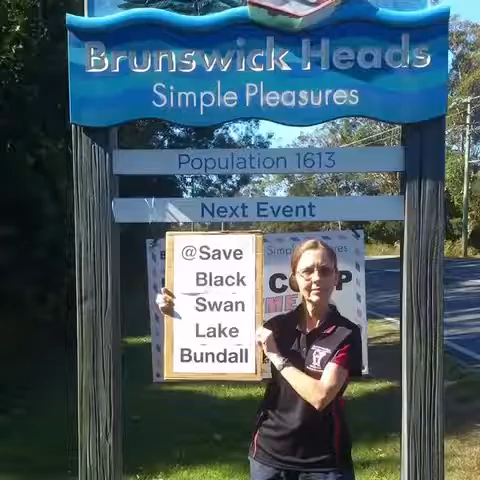 Brunswick Heads
Simple Pleasures
Population 1613
Next Event
@Save
Black
Swan
Lake
Bundall